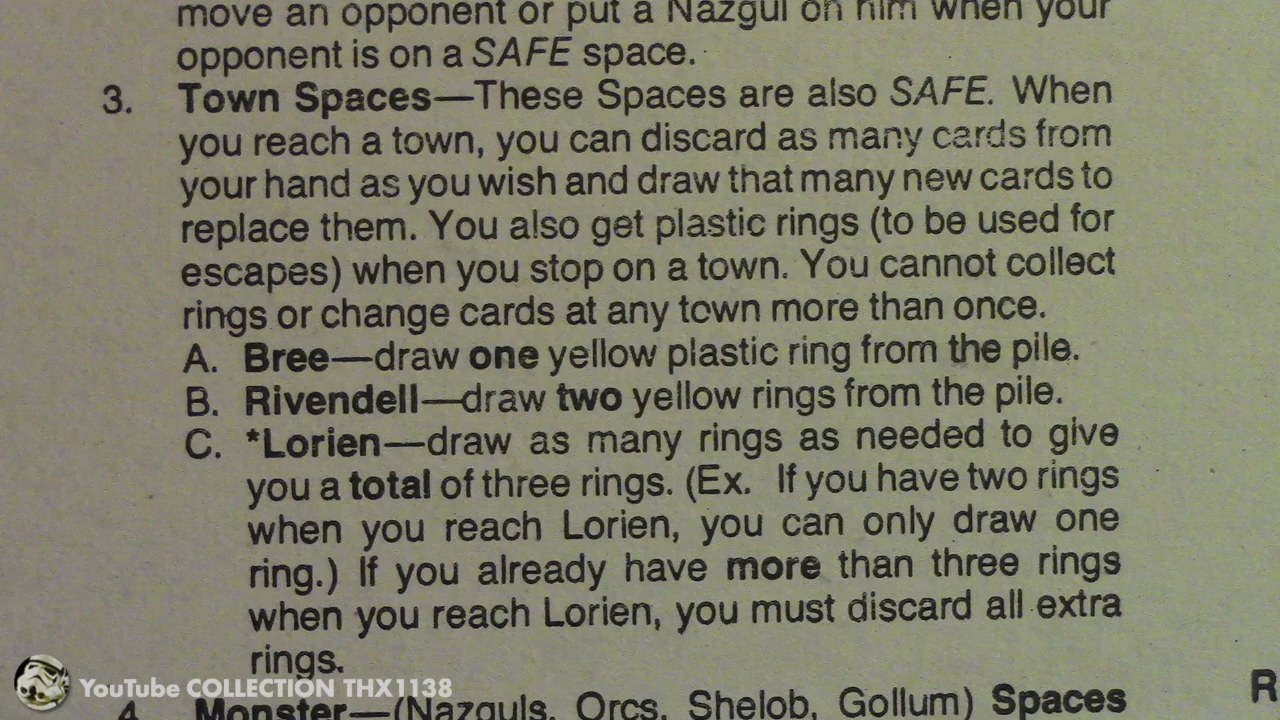 move an opponent or put a Nazgul on him when your
opponent is on a SAFE space.
3. Town Spaces—These Spaces are also SAFE. When
you reach a town, you can discard as many cards from
your hand as you wish and draw that many new cards to
replace them. You also get plastic rings (to be used for
escapes) when you stop on a town. You cannot collect
rings or change cards at any town more than once.
A. Bree—draw one yellow plastic ring from the pile.
B. Rivendell—draw two yellow rings from the pile.
C. *Lorien—draw as many rings as needed to give
you a total of three rings. (Ex. If you have two rings
when you reach Lorien, you can only draw one
ring.) If you already have more than three rings
when you reach Lorien, you must discard all extra
rings.
4. Monster—(Nazguls, Orcs, Shelob, Gollum) Spaces
R
YouTube COLLECTION THX1138